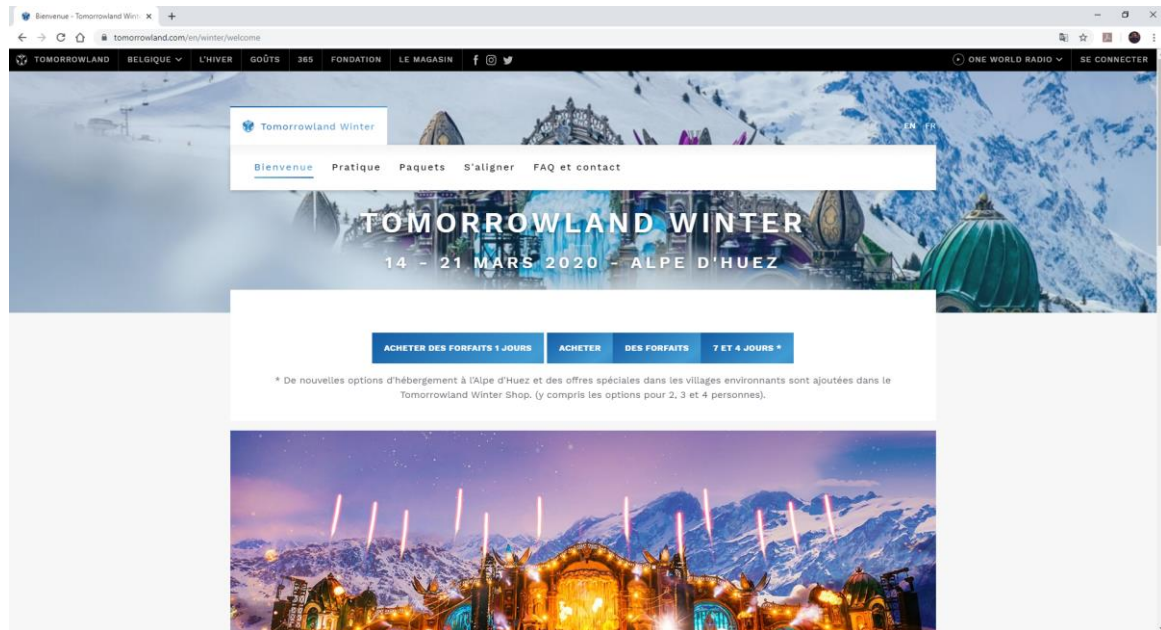 Bienvenue - Tomorrowland Wint
tomorrowland.com/en/winter/welcome
TOMORROWLAND BELGIQUE L'HIVER GOÛTS 365 FONDATION LE MAGASIN ONE WORLD RADIO SE CONNECTER
Tomorrowland Winter
EN FR
Bienvenue Pratique Paquets S'aligner FAQ et contact
TOMORROWLAND WINTER
14 - 21 MARS 2020 - ALPE D'HUEZ
ACHETER DES FORFAITS 1 JOURS ACHETER DES FORFAITS 7 ET 4 JOURS *
* De nouvelles options d'hébergement à l'Alpe d'Huez et des offres spéciales dans les villages environnants sont ajoutées dans le
Tomorrowland Winter Shop. (y compris les options pour 2, 3 et 4 personnes).